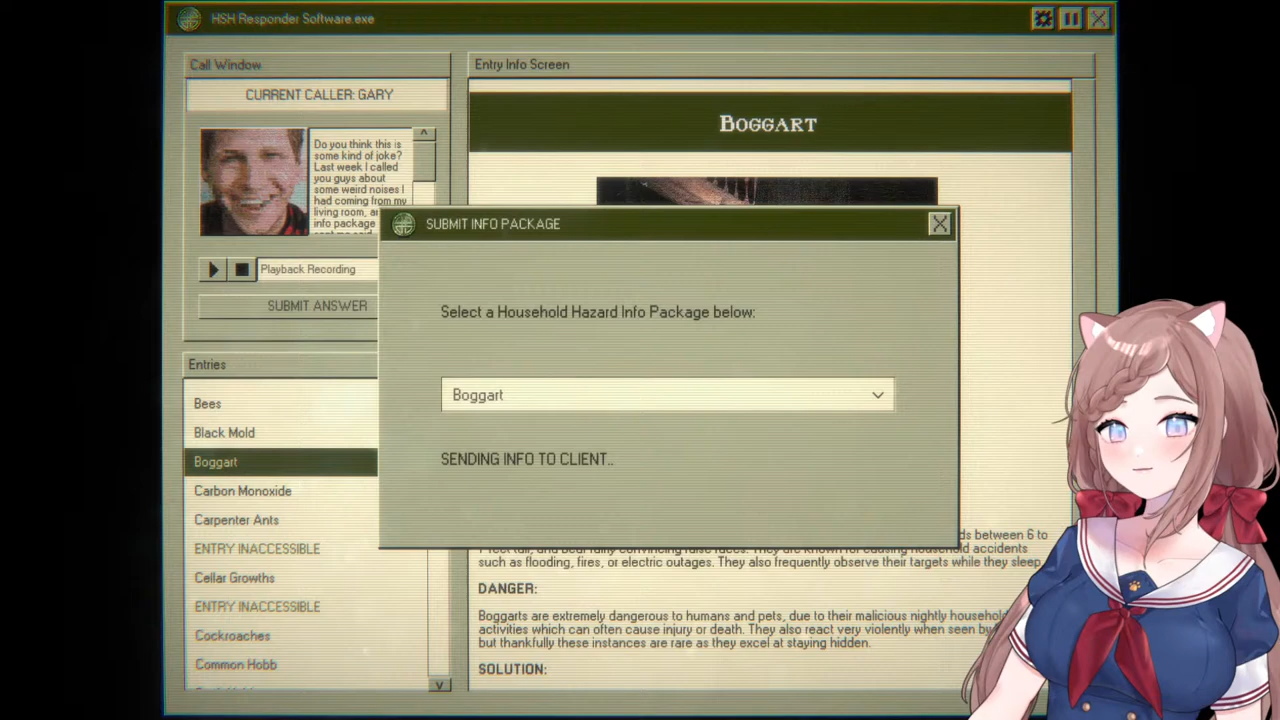 HSH Responder Software.exe
Call Window
CURRENT CALLER: GARY
Do you think this is
some kind of joke?
Last week I called
you guys about
some weird noises I
had coming from my
living room, an
info package
Playback Recording
SUBMIT ANSWER
Entries
Bees
Black Mold
Boggart
Carbon Monoxide
Carpenter Ants
ENTRY INACCESSIBLE
Cellar Growths
ENTRY INACCESSIBLE
Cockroaches
Common Hobb
Entry Info Screen
BOGGART
SUBMIT INFO PACKAGE
Select a Household Hazard Info Package below:
Boggart
SENDING INFO TO CLIENT..
ds between 6 to
7 feet tall, and bear fairly convincing false faces. They are known for causing household accidents
such as flooding, fires, or electric outages. They also frequently observe their targets while they sleep.
DANGER:
Boggarts are extremely dangerous to humans and pets, due to their malicious nightly household
activities which can often cause injury or death. They also react very violently when seen by
but thankfully these instances are rare as they excel at staying hidden.
SOLUTION: